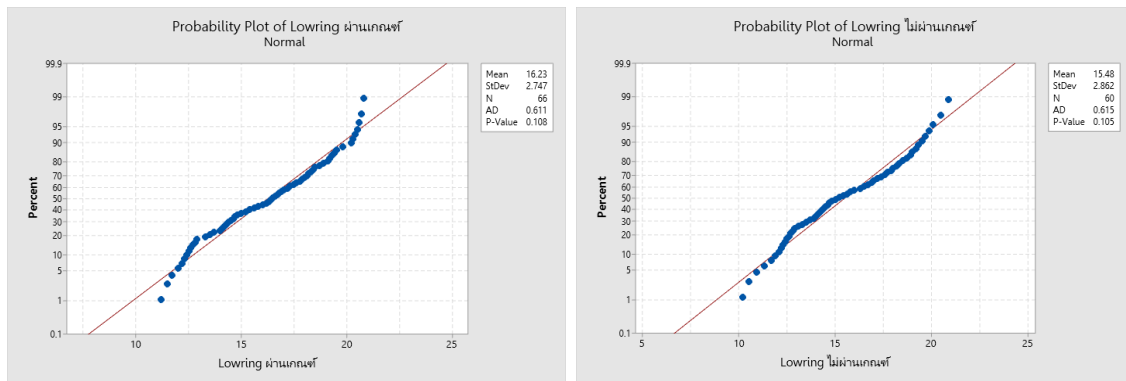 Probability Plot of Lowring ผ่านเกณฑ์
Normal
99.9
99
95
90
80
70
60
50
40
30
20
10
5
1
0.1
Percent
10 15 20 25
Lowring ผ่านเกณฑ์
Mean 16.23
StDev 2.747
N 66
AD 0.611
P-Value 0.108
Probability Plot of Lowring ไม่ผ่านเกณฑ์
Normal
99.9
99
95
90
80
70
60
50
40
30
20
10
5
1
0.1
Percent
5 10 15 20 25
Lowring ไม่ผ่านเกณฑ์
Mean 15.48
StDev 2.862
N 60
AD 0.615
P-Value 0.105